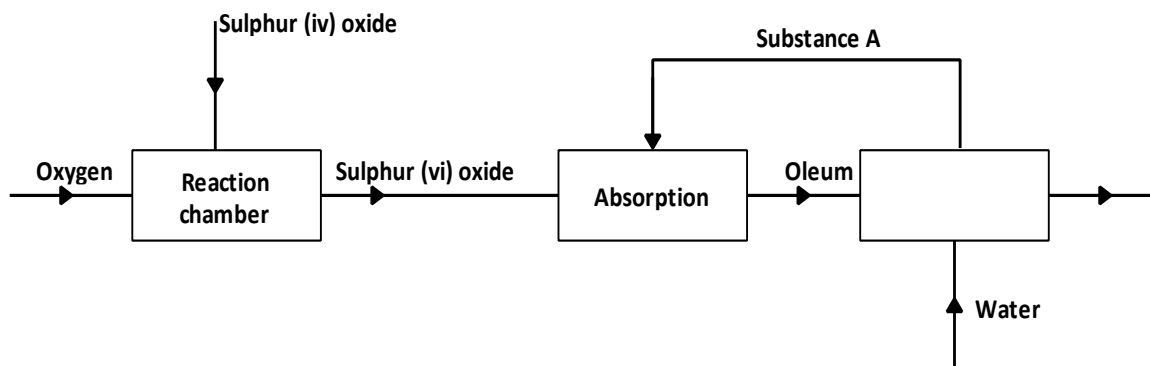 Sulphur (iv) oxide
Substance A
Oxygen
Reaction
chamber
Sulphur (vi) oxide
Absorption
Oleum
Water